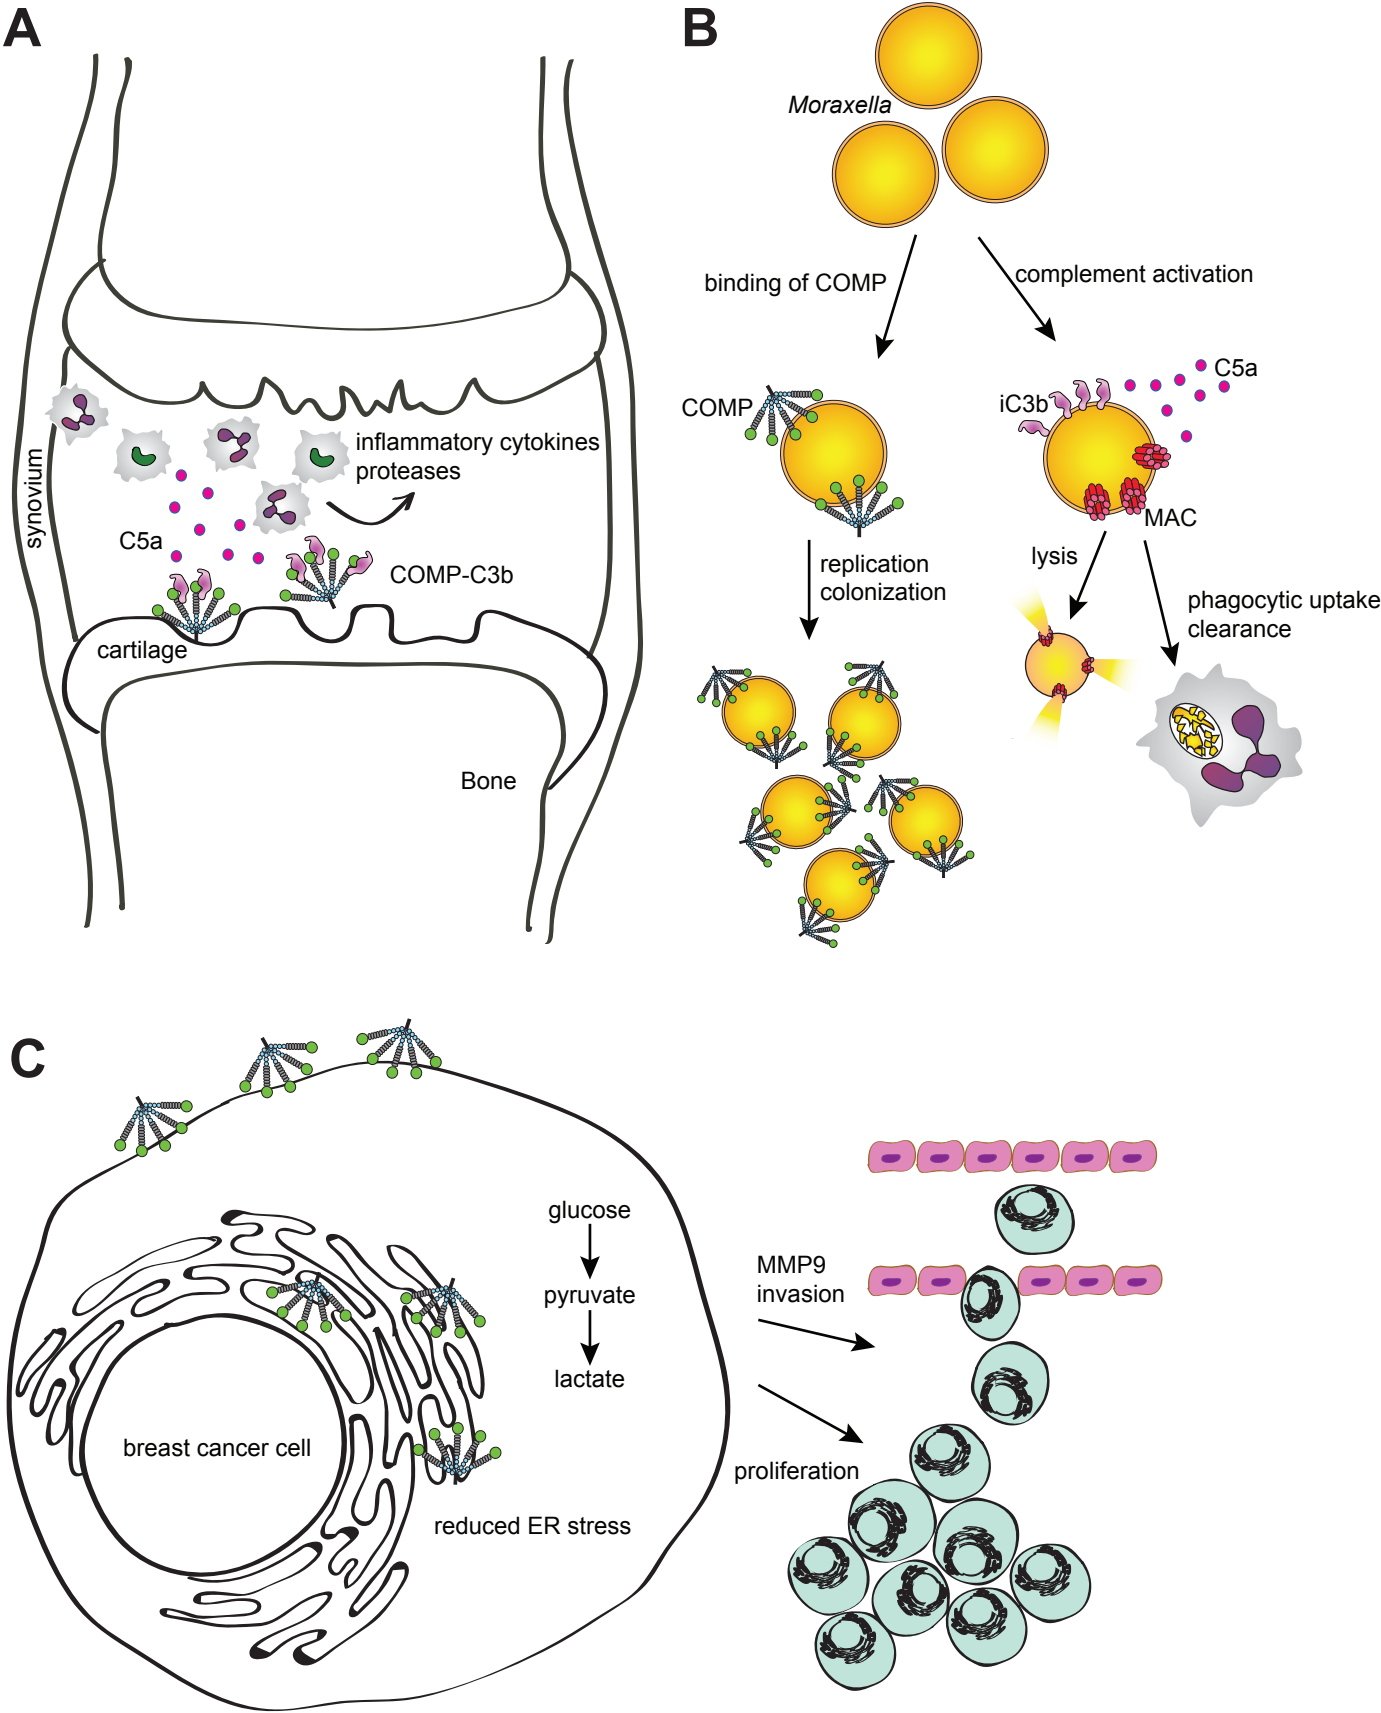 A
synovium
inflammatory cytokines
proteases
C5a
COMP-C3b
cartilage
Bone
B
Moraxella
binding of COMP
complement activation
COMP
iC3b
C5a
MAC
replication
colonization
lysis
phagocytic uptake
clearance
C
glucose
pyruvate
lactate
breast cancer cell
reduced ER stress
MMP9
invasion
proliferation